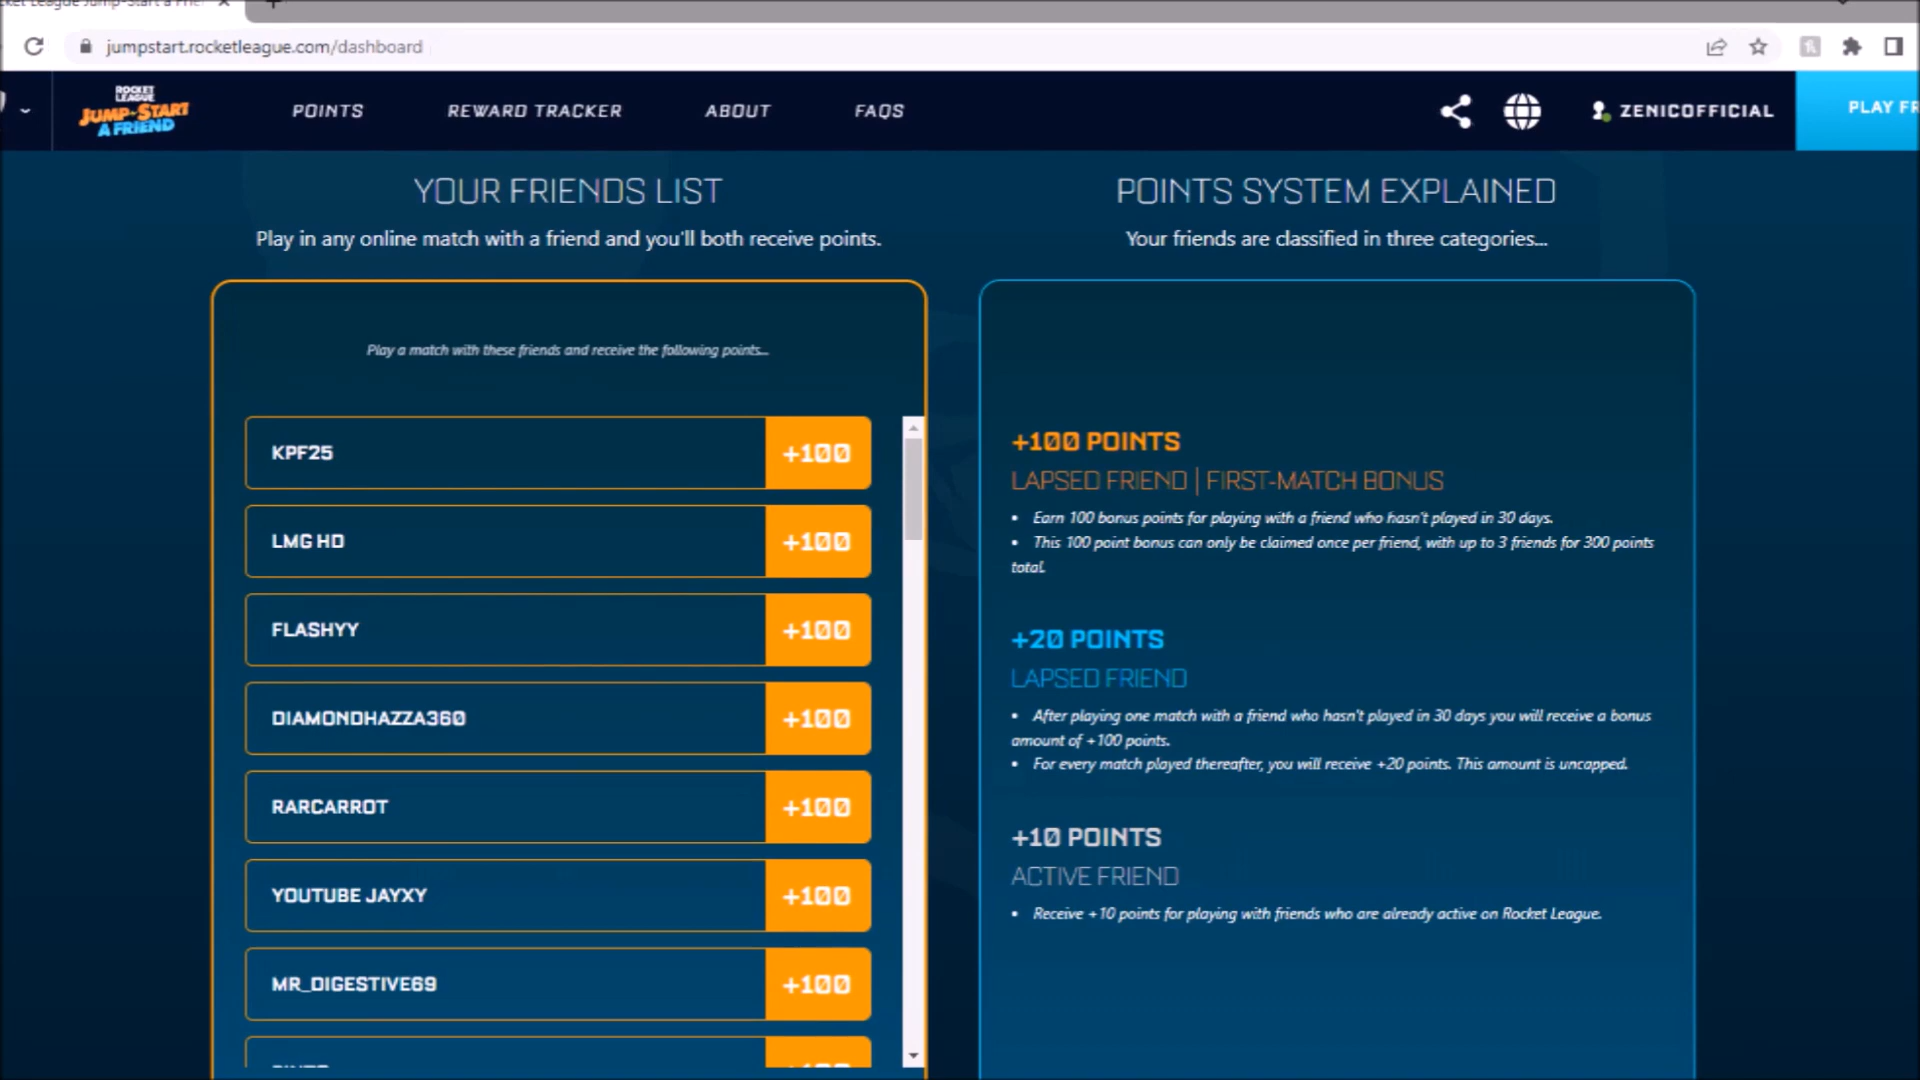 jumpstart.rocketleague.com/dashboard
ROCKET LEAGUE
JUMP-START
A FRIEND
POINTS
REWARD TRACKER
ABOUT
FAQS
ZENICOFFICIAL
PLAY FR
YOUR FRIENDS LIST
Play in any online match with a friend and you'll both receive points.
Play a match with these friends and receive the following points...
KPF25 +100
LMG HD +100
FLASHYY +100
DIAMONDHAZZA360 +100
RARCARROT +100
YOUTUBE JAYXY +100
MR_DIGESTIVE69 +100
POINTS SYSTEM EXPLAINED
Your friends are classified in three categories...
+100 POINTS
LAPSED FRIEND | FIRST-MATCH BONUS
• Earn 100 bonus points for playing with a friend who hasn't played in 30 days.
• This 100 point bonus can only be claimed once per friend, with up to 3 friends for 300 points
total.
+20 POINTS
LAPSED FRIEND
• After playing one match with a friend who hasn't played in 30 days you will receive a bonus
amount of +100 points.
• For every match played thereafter, you will receive +20 points. This amount is uncapped.
+10 POINTS
ACTIVE FRIEND
• Receive +10 points for playing with friends who are already active on Rocket League.